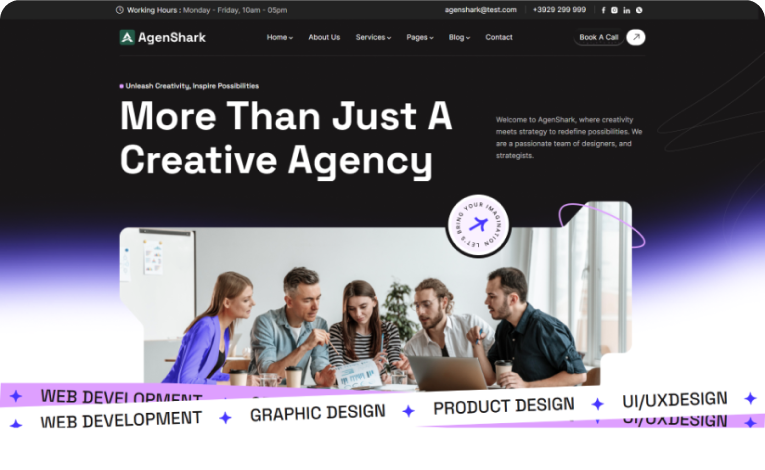 Working Hours : Monday - Friday, 10am - 05pm
agenshark@test.com
+3929 299 999
AgenShark
Home
About Us
Services
Pages
Blog
Contact
Book A Call
Unleash Creativity, Inspire Possibilities
More Than Just A
Creative Agency
Welcome to AgenShark, where creativity
meets strategy to redefine possibilities. We
are a passionate team of designers, and
strategists.
LET'S BRING YOUR IMAGINATION
WEB DEVELOPMENT
UI/UXDESIGN
WEB DEVELOPMENT
GRAPHIC DESIGN
PRODUCT DESIGN
UI/UXDESIGN